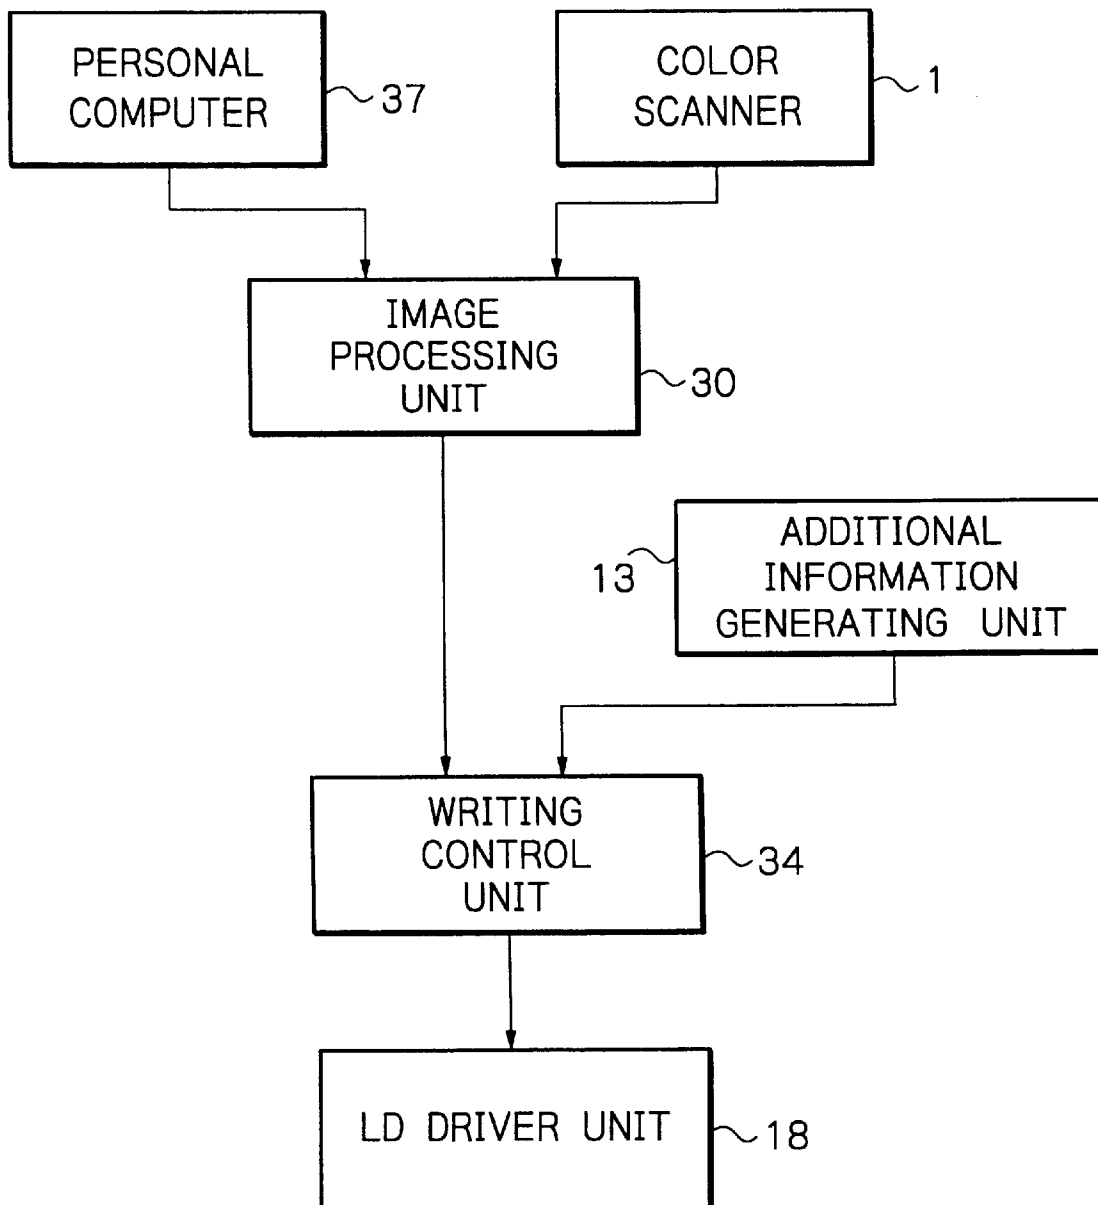 PERSONAL
COMPUTER
37
COLOR
SCANNER
1
IMAGE
PROCESSING
UNIT
30
ADDITIONAL
INFORMATION
GENERATING UNIT
13
WRITING
CONTROL
UNIT
34
LD DRIVER UNIT
18